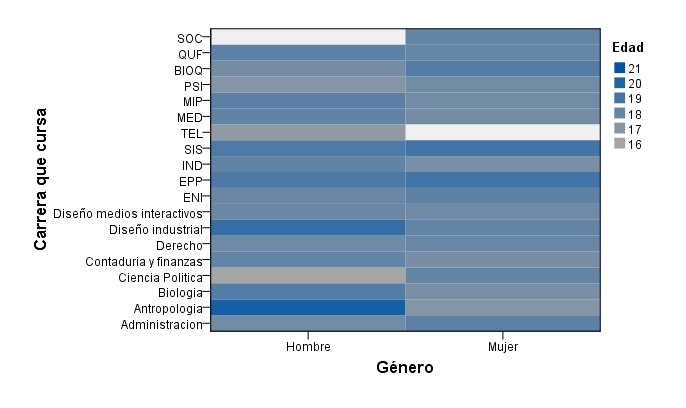 Carrera que cursa
SOC
QUF
BIOQ
PSI
MIP
MED
TEL
SIS
IND
EPP
ENI
Diseño medios interactivos
Diseño industrial
Derecho
Contaduria y finanzas
Ciencia Politica
Biologia
Antropologia
Administracion
Hombre
Mujer
Género
Edad
21
20
19
18
17
16